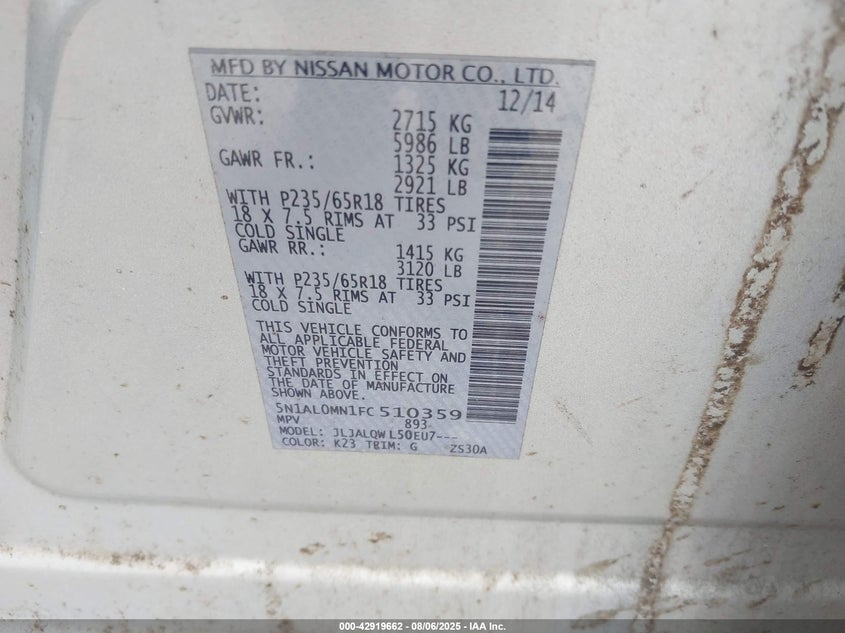 MFD BY NISSAN MOTOR CO., LTD.
DATE: 12/14
GVWR: 2715 KG
5986 LB
GAWR FR.: 1325 KG
2921 LB
WITH P235/65R18 TIRES
18 X 7.5 RIMS AT 33 PSI
COLD SINGLE
GAWR RR.: 1415 KG
3120 LB
WITH P235/65R18 TIRES
18 X 7.5 RIMS AT 33 PSI
COLD SINGLE
THIS VEHICLE CONFORMS TO
ALL APPLICABLE FEDERAL
MOTOR VEHICLE SAFETY AND
THEFT PREVENTION
STANDARDS IN EFFECT ON
THE DATE OF MANUFACTURE
SHOWN ABOVE.
5N1AL0MN1FC510359
MPV 893-
MODEL: JLJALQWL50EU7---
COLOR: K23 TRIM: G ZS30A
000-42919662 - 08/06/2025 - IAA Inc.